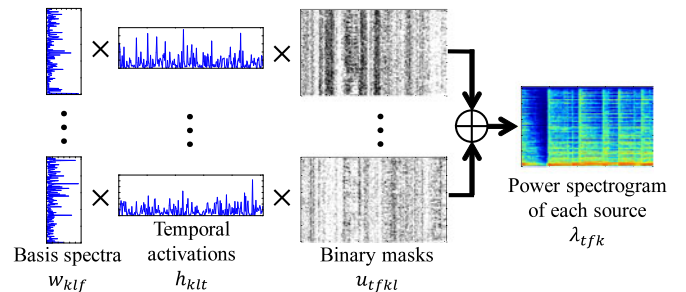 × × 
× ×
Basis spectra
w_{klf}
Temporal
activations
h_{klt}
Binary masks
u_{tfkl}
Power spectrogram
of each source
λ_{tfk}